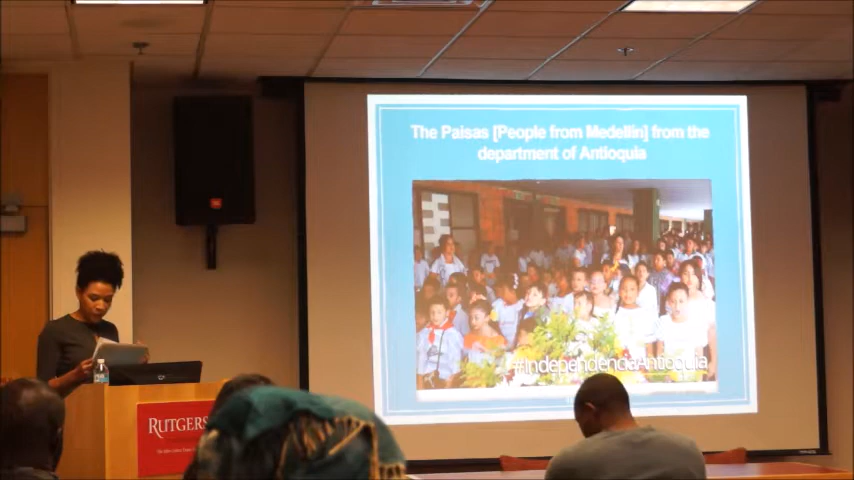 The Paisas [People from Medellin] from the
department of Antioquia
#IndependenciaAntioquia
RUTGERS